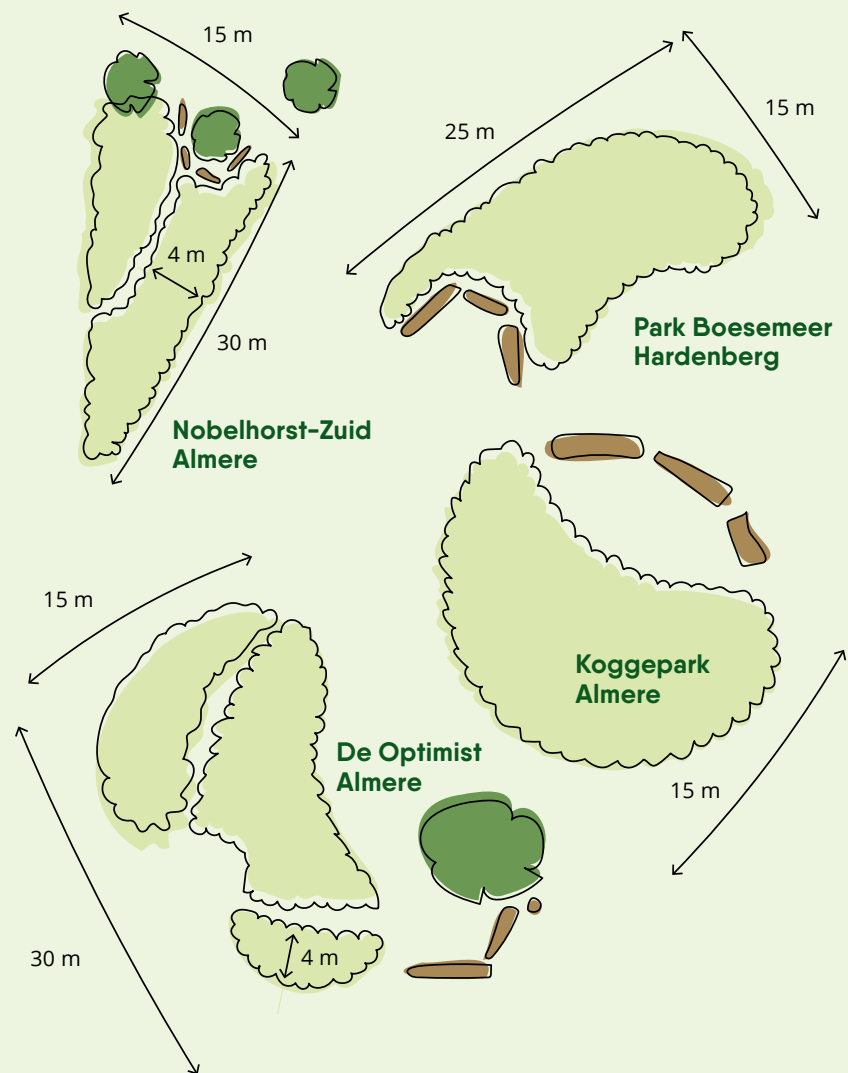 15 m
25 m
15 m
4 m
30 m
Park Boesemeer
Hardenberg
Nobelhorst-Zuid
Almere
15 m
Koggepark
Almere
De Optimist
Almere
15 m
30 m
4 m